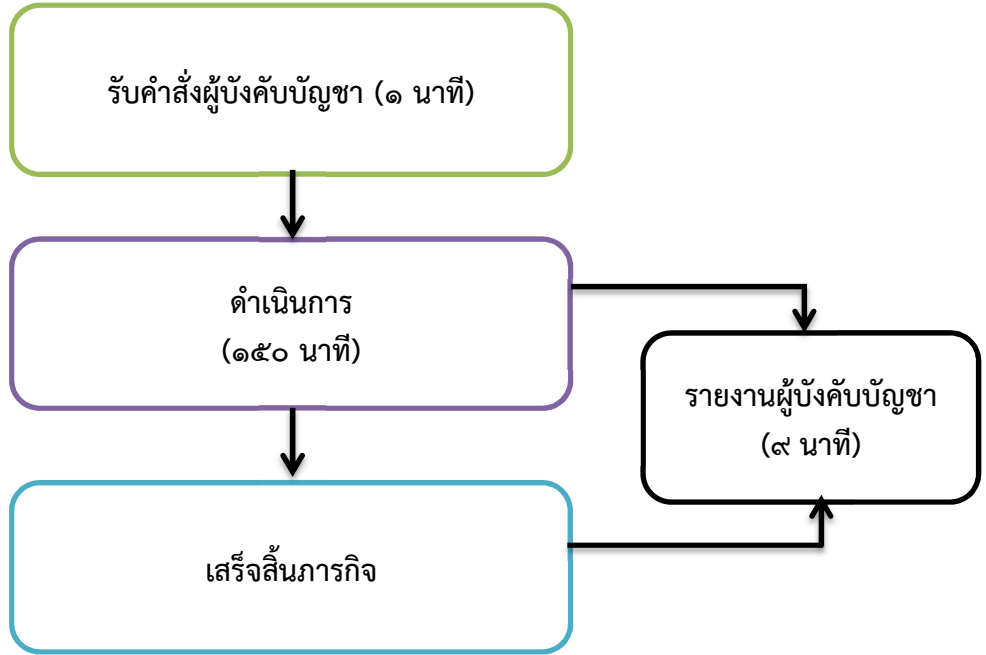 รับคำสั่งผู้บังคับบัญชา (๑ นาที)
ดำเนินการ
(๑๕๐ นาที)
รายงานผู้บังคับบัญชา
(๙ นาที)
เสร็จสิ้นภารกิจ